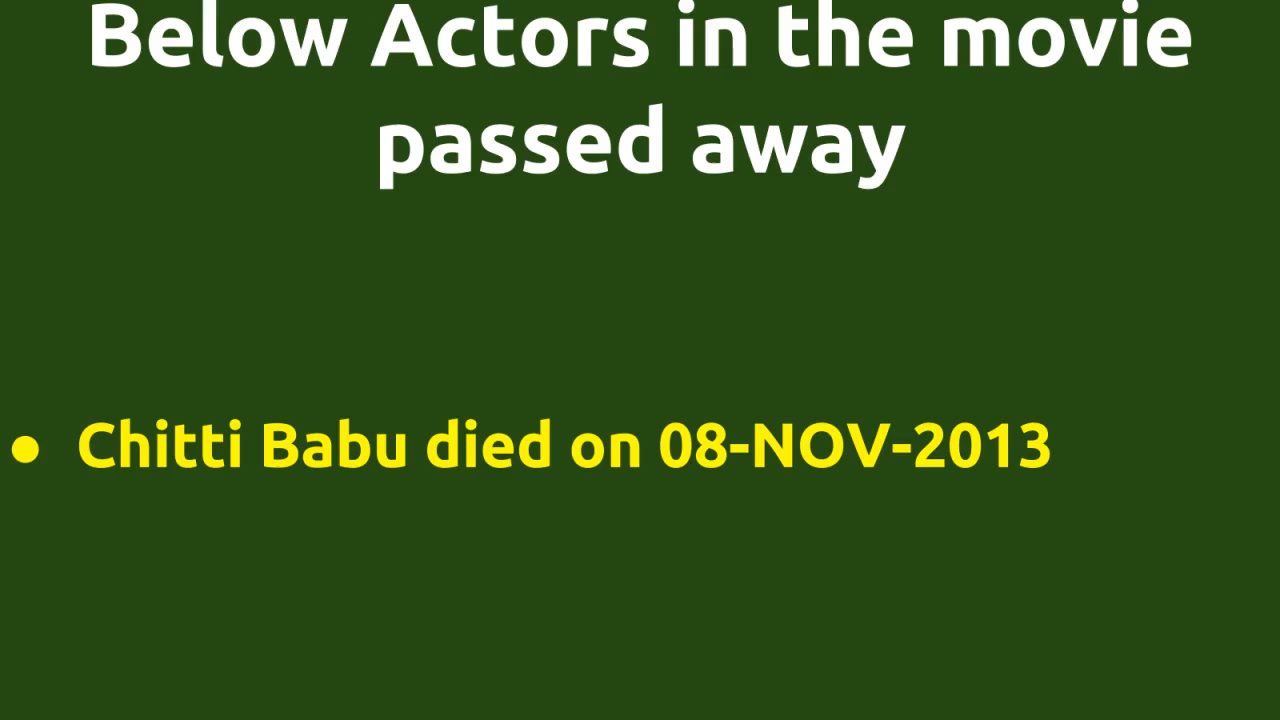 Below Actors in the movie
passed away
● Chitti Babu died on 08-NOV-2013